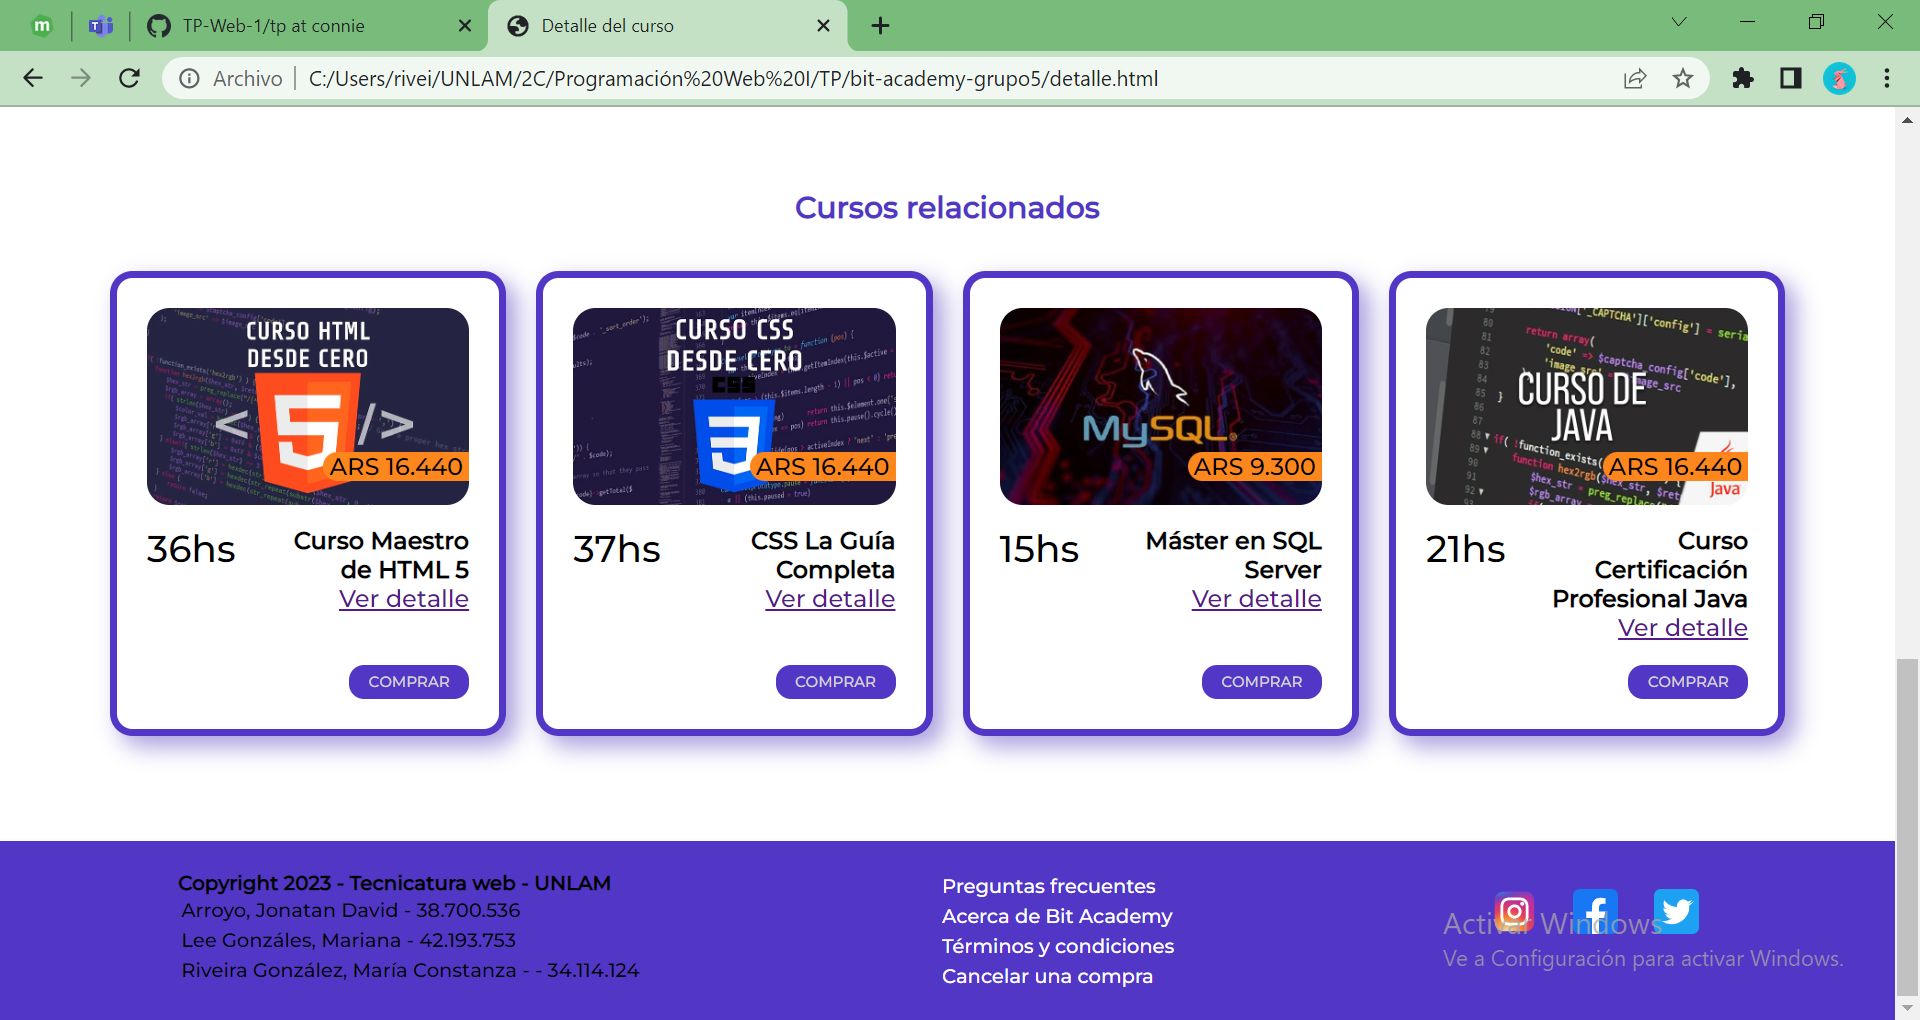 TP-Web-1/tp at connie
Detalle del curso
Archivo
C:/Users/rivei/UNLAM/2C/Programación%20Web%20I/TP/bit-academy-grupo5/detalle.html
Cursos relacionados
CURSO HTML
DESDE CERO
ARS 16.440
36hs
Curso Maestro
de HTML 5
Ver detalle
COMPRAR
CURSO CSS
DESDE CERO
CSS
ARS 16.440
37hs
CSS La Guía
Completa
Ver detalle
COMPRAR
MySQL
ARS 9.300
15hs
Máster en SQL
Server
Ver detalle
COMPRAR
CURSO DE
JAVA
Java
ARS 16.440
21hs
Curso
Certificación
Profesional Java
Ver detalle
COMPRAR
Copyright 2023 - Tecnicatura web - UNLAM
Arroyo, Jonatan David - 38.700.536
Lee Gonzáles, Mariana - 42.193.753
Riveira González, María Constanza - - 34.114.124
Preguntas frecuentes
Acerca de Bit Academy
Términos y condiciones
Cancelar una compra
Activar Windows
Ve a Configuración para activar Windows.